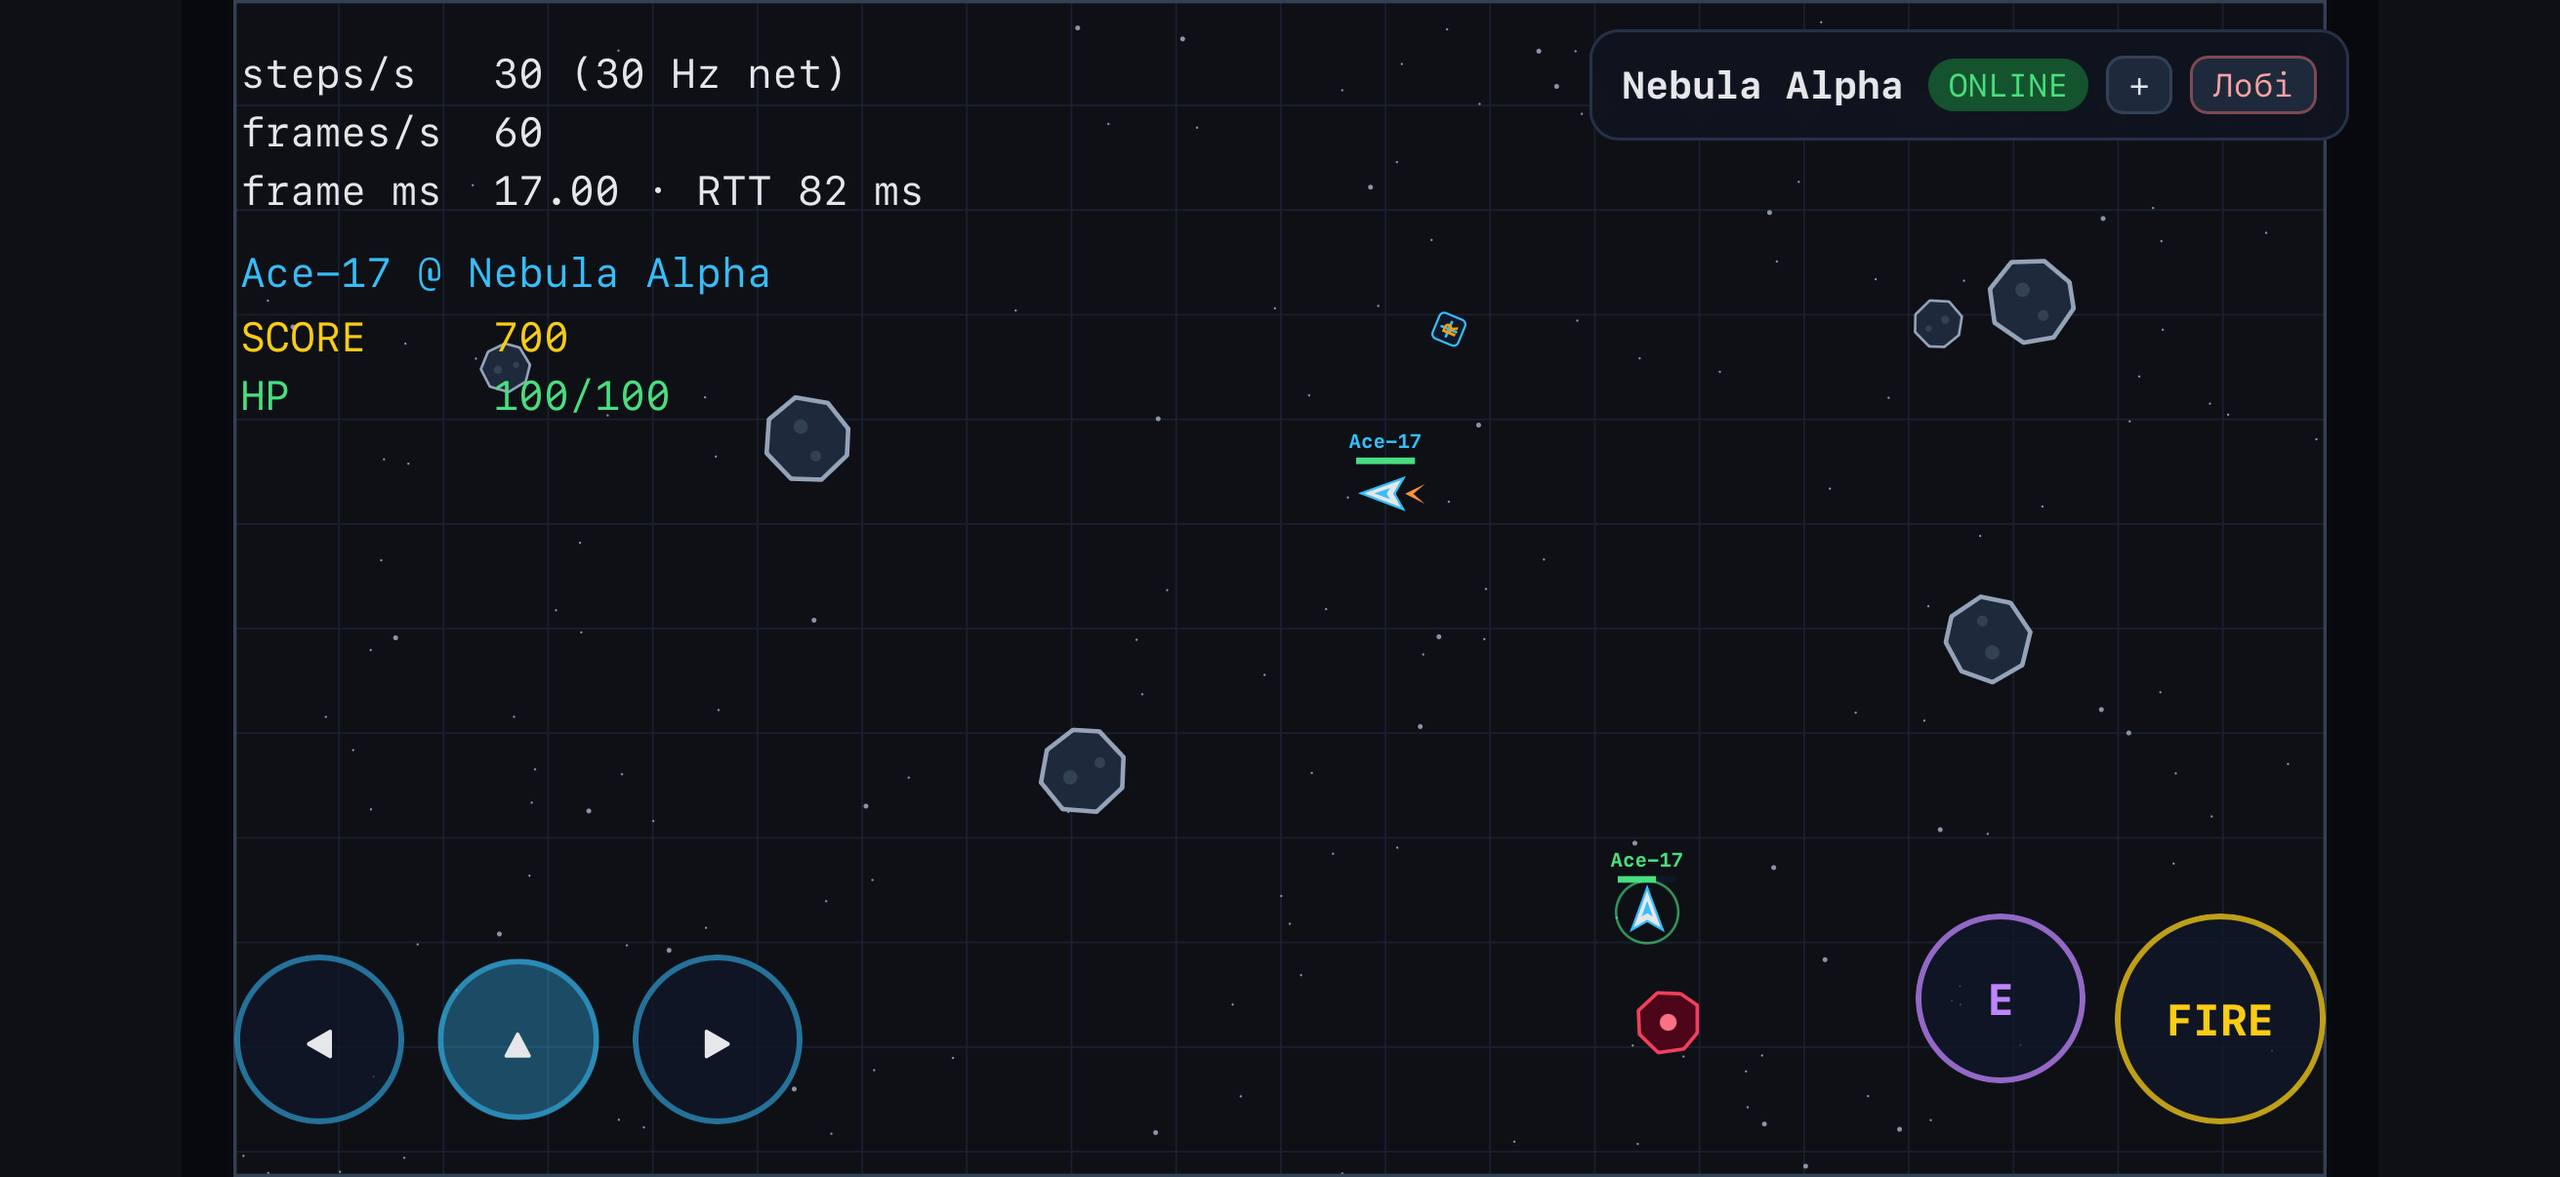 steps/s 30 (30 Hz net)
frames/s 60
frame ms 17.00 · RTT 82 ms
Nebula Alpha ONLINE + Лобі
Ace-17 @ Nebula Alpha
SCORE 700
HP 100/100
Ace-17
Ace-17
E
FIRE